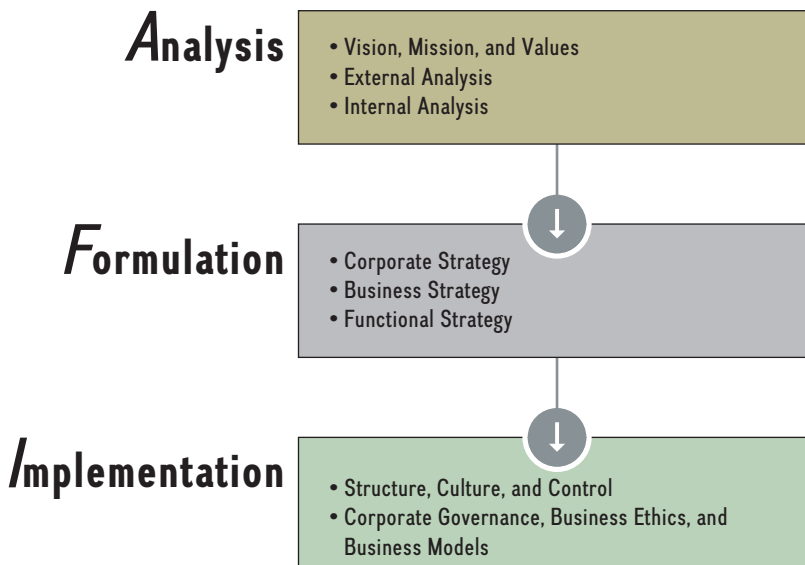 Analysis
• Vision, Mission, and Values
• External Analysis
• Internal Analysis
Formulation
• Corporate Strategy
• Business Strategy
• Functional Strategy
Implementation
• Structure, Culture, and Control
• Corporate Governance, Business Ethics, and
Business Models